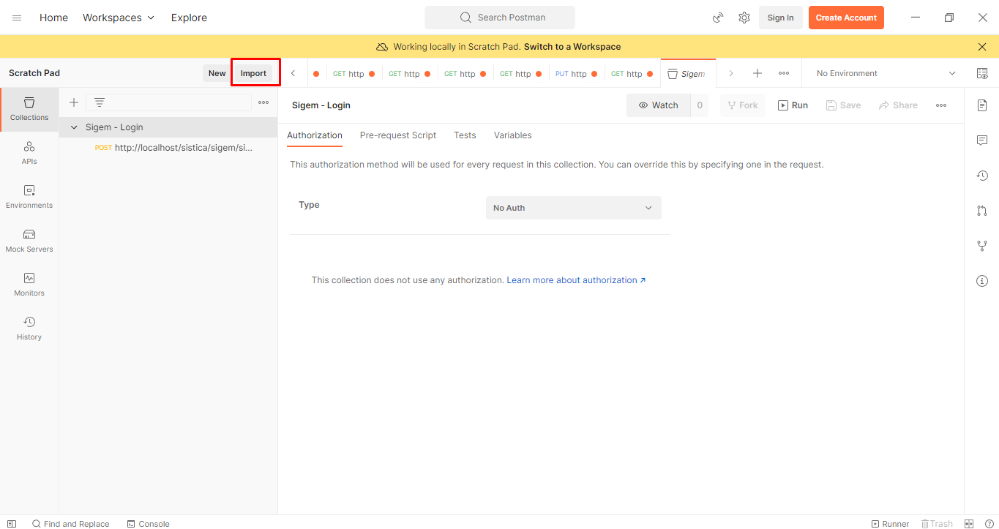 Home Workspaces Explore Search Postman Sign In Create Account
Working locally in Scratch Pad. Switch to a Workspace
Scratch Pad New Import GET http GET http GET http GET http PUT http GET http Sigem No Environment
Sigem - Login Watch 0 Fork Run Save Share
Collections
Sigem - Login
Authorization Pre-request Script Tests Variables
POST http://localhost/sistica/sigem/si...
APIs
This authorization method will be used for every request in this collection. You can override this by specifying one in the request.
Environments
Type No Auth
Mock Servers
This collection does not use any authorization. Learn more about authorization
Monitors
History
Find and Replace Console Runner Trash